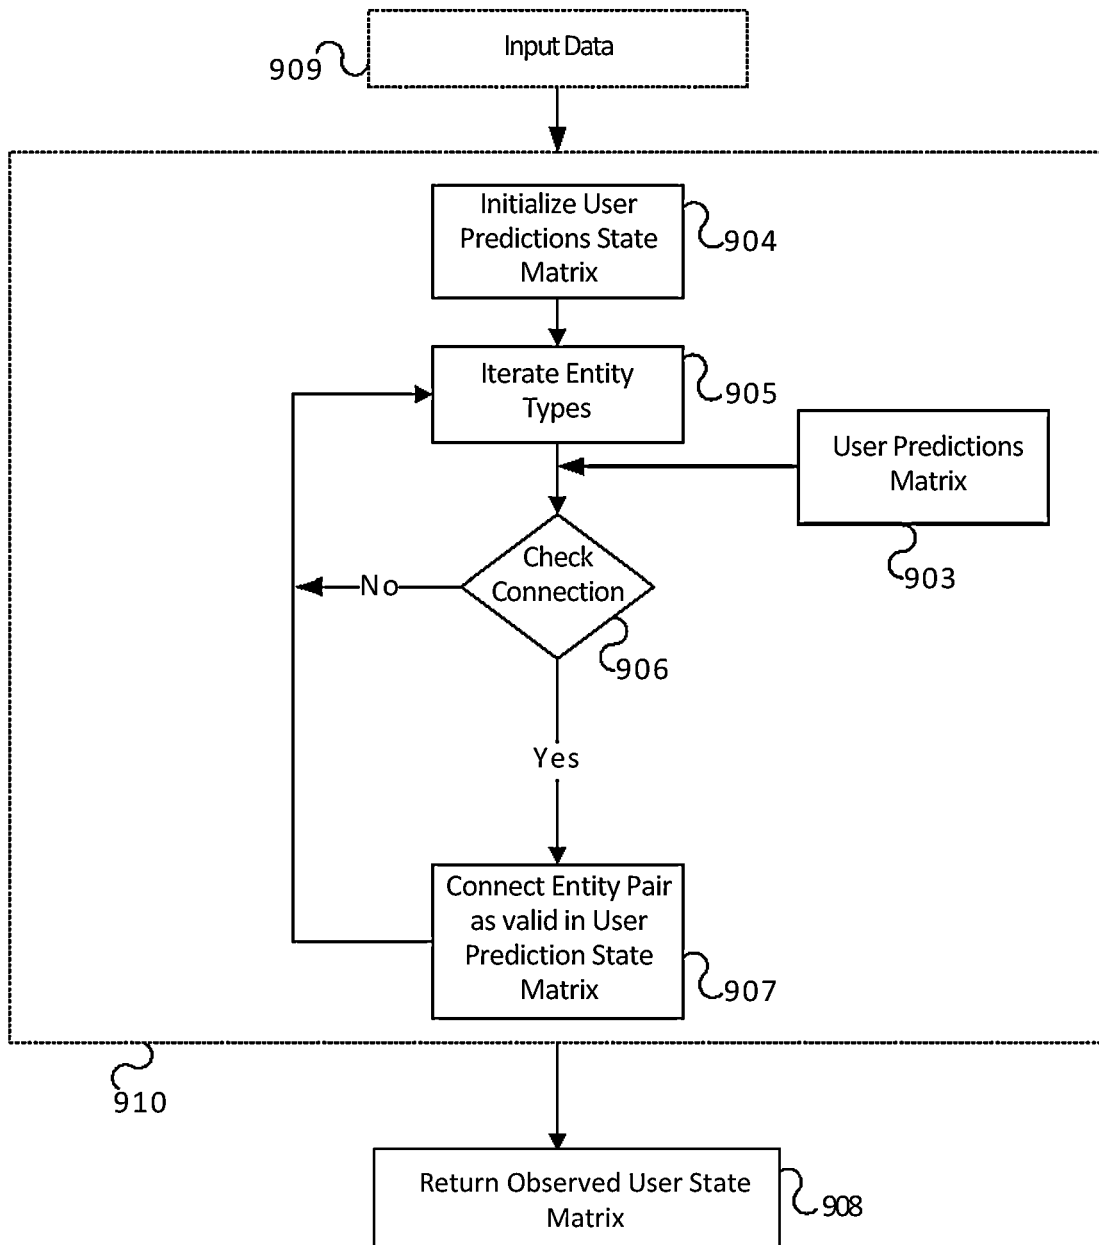 Input Data
909
Initialize User
Predictions State
Matrix
904
Iterate Entity
Types
905
User Predictions
Matrix
903
Check
Connection
No
906
Yes
Connect Entity Pair
as valid in User
Prediction State
Matrix
907
910
Return Observed User State
Matrix
908